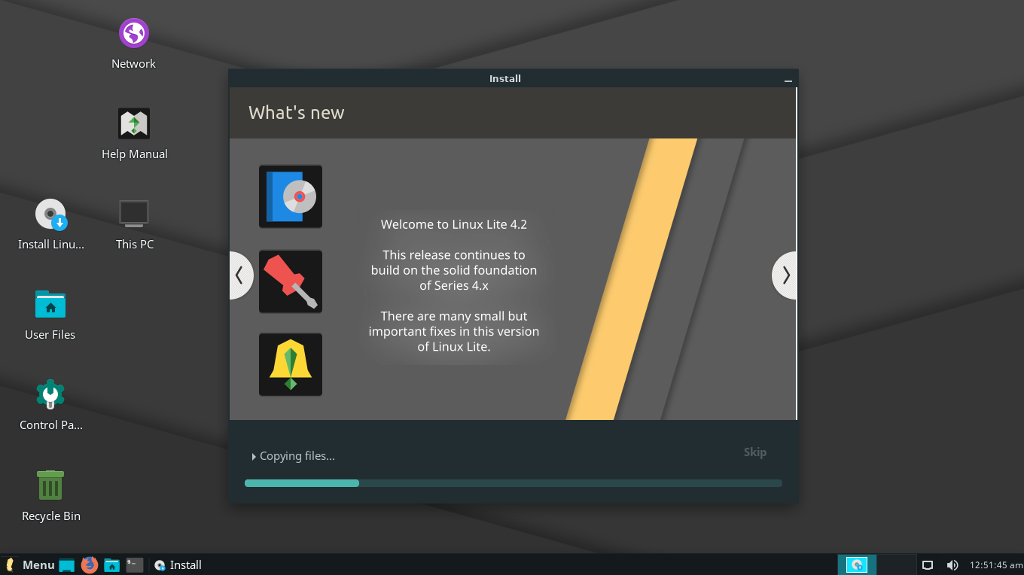 Network
Help Manual
Install Linu...
This PC
User Files
Control Pa...
Recycle Bin
Install
What's new
Welcome to Linux Lite 4.2
This release continues to
build on the solid foundation
of Series 4.x
There are many small but
important fixes in this version
of Linux Lite.
Copying files...
Skip
Menu
Install
12:51:45 am